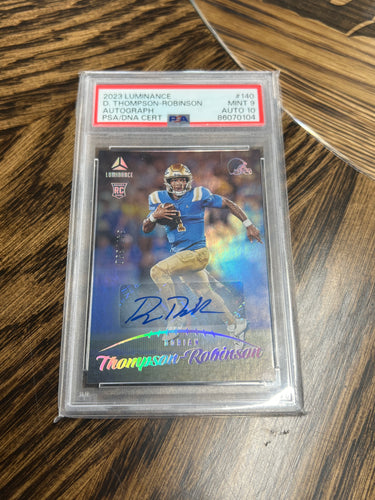 2023 LUMINANCE #140
D. THOMPSON-ROBINSON MINT 9
AUTOGRAPH AUTO 10
PSA/DNA CERT PSA 86070104
LUMINANCE
RC
1
Thompson-Robinson